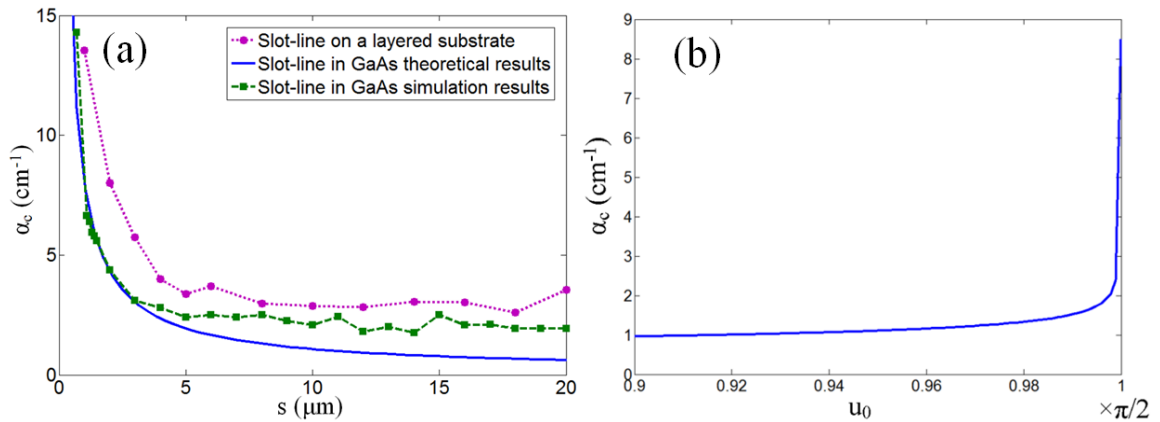 (a)
Slot-line on a layered substrate
Slot-line in GaAs theoretical results
Slot-line in GaAs simulation results
15
10
5
0
αc (cm-1)
0 5 10 15 20
s (μm)
(b)
9
8
7
6
5
4
3
2
1
0
αc (cm-1)
0.9 0.92 0.94 0.96 0.98 1
u0 ×π/2